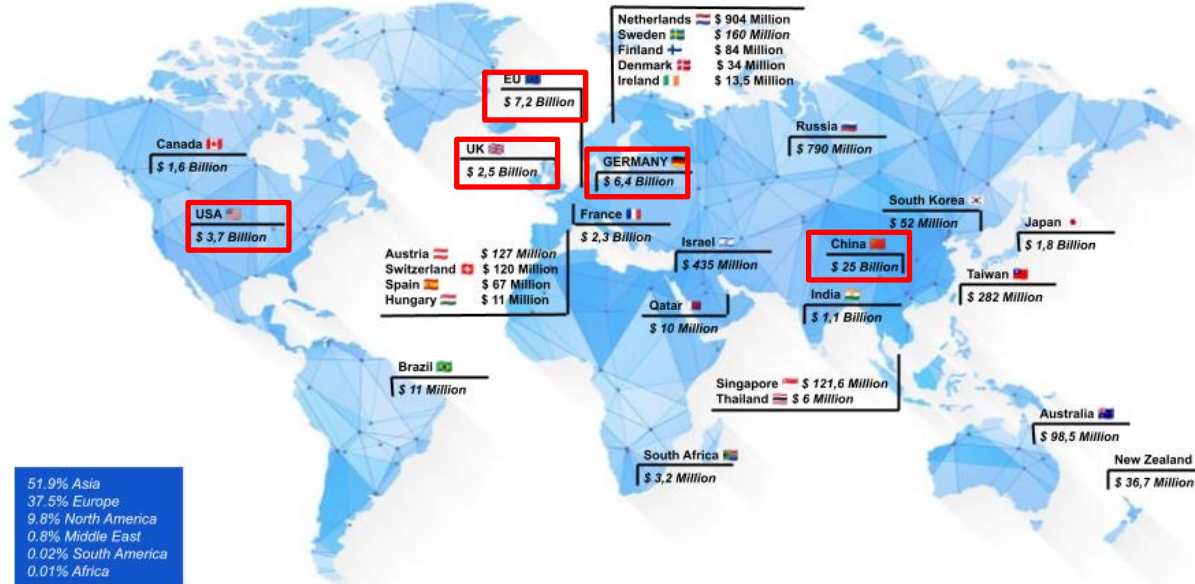 Netherlands $ 904 Million
Sweden $ 160 Million
Finland $ 84 Million
Denmark $ 34 Million
Ireland $ 13,5 Million
EU
$ 7,2 Billion
Canada
$ 1,6 Billion
UK
$ 2,5 Billion
GERMANY
$ 6,4 Billion
Russia
$ 790 Million
USA
$ 3,7 Billion
France
$ 2,3 Billion
South Korea
$ 52 Million
Japan
$ 1,8 Billion
Austria $ 127 Million
Switzerland $ 120 Million
Spain $ 67 Million
Hungary $ 11 Million
Israel
$ 435 Million
China
$ 25 Billion
Taiwan
$ 282 Million
Qatar
$ 10 Million
India
$ 1,1 Billion
Brazil
$ 11 Million
Singapore $ 121,6 Million
Thailand $ 6 Million
Australia
$ 98,5 Million
South Africa
$ 3,2 Million
New Zealand
$ 36,7 Million
51.9% Asia
37.5% Europe
9.8% North America
0.8% Middle East
0.02% South America
0.01% Africa